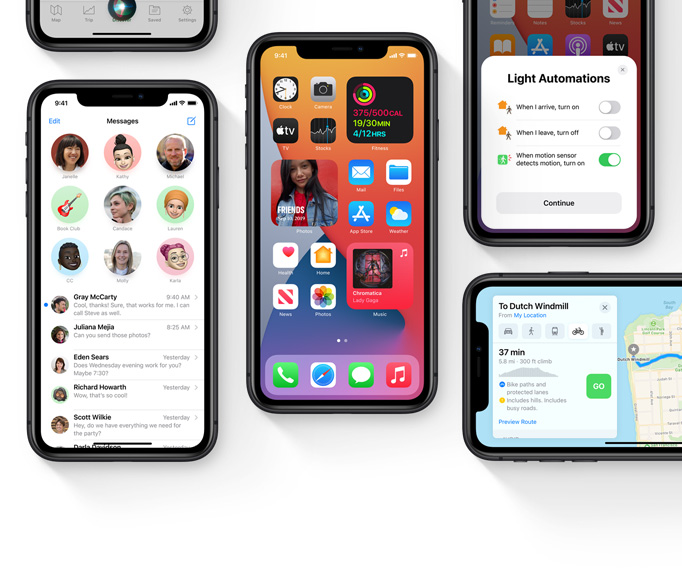 Map
Trip
Saved
Settings
9:41
Edit
Messages
Janelle
Kathy
Michael
Book Club
Candace
Lauren
CC
Molly
Karla
Gray McCarty
9:40 AM
Cool, thanks! Sure, that works for me. I can
call Steve as well.
Juliana Mejia
8:25 AM
Can you send those photos?
Eden Sears
Yesterday
Does Wednesday evening work for you?
Maybe 7:30?
Richard Howarth
Yesterday
Wow, that's so cool!
Scott Wilkie
Yesterday
Hey, do we have everything we need for
the party?
Darla Davidson
Yesterday
9:41
Clock
Camera
375/500CAL
19/30MIN
4/12HRS
tv
TV
Stocks
Fitness
FRIENDS
Photos
Mail
Files
App Store
Weather
Health
Home
Chromatica
Lady Gaga
News
Photos
Music
Reminders
Notes
Stocks
News
tv
Light Automations
When I arrive, turn on
When I leave, turn off
When motion sensor
detects motion, turn on
Continue
To Dutch Windmill
From My Location
37 min
5.6 mi · 300 ft climb
Bike paths and
protected lanes
Includes hills. Includes
busy roads.
GO
Preview Route
South
Bay
Dutch Windmill